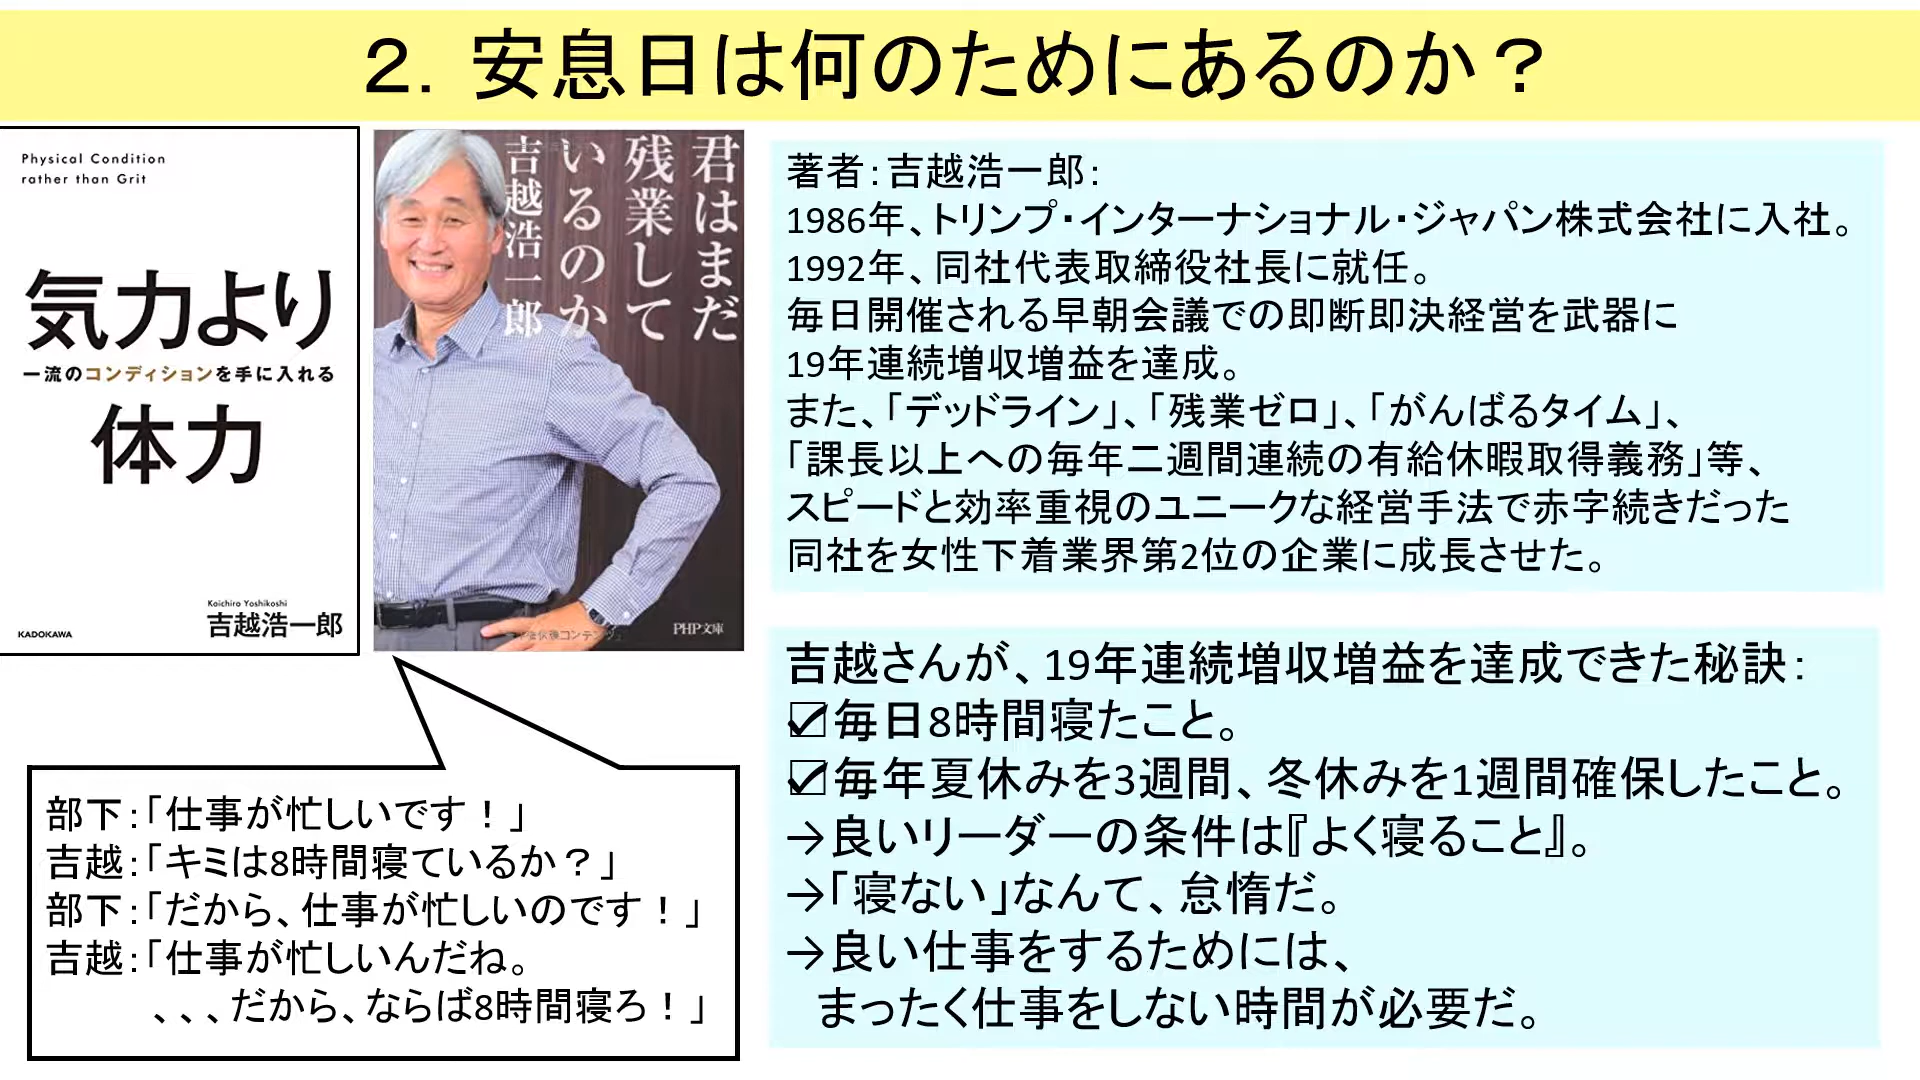 ２．安息日は何のためにあるのか？
Physical Condition
rather than Grit
気力より
一流のコンディションを手に入れる
体力
Koichiro Yoshikoshi
吉越浩一郎
KADOKAWA
君はまだ
残業して
いるのか
吉越浩一郎
PHP文庫
著者：吉越浩一郎：
1986年、トリンプ・インターナショナル・ジャパン株式会社に入社。
1992年、同社代表取締役社長に就任。
毎日開催される早朝会議での即断即決経営を武器に
19年連続増収増益を達成。
また、「デッドライン」、「残業ゼロ」、「がんばるタイム」、
「課長以上への毎年二週間連続の有給休暇取得義務」等、
スピードと効率重視のユニークな経営手法で赤字続きだった
同社を女性下着業界第2位の企業に成長させた。
吉越さんが、19年連続増収増益を達成できた秘訣：
☑毎日8時間寝たこと。
☑毎年夏休みを3週間、冬休みを1週間確保したこと。
→良いリーダーの条件は『よく寝ること』。
→「寝ない」なんて、怠惰だ。
→良い仕事をするためには、
まったく仕事をしない時間が必要だ。
部下：「仕事が忙しいです！」
吉越：「キミは8時間寝ているか？」
部下：「だから、仕事が忙しいのです！」
吉越：「仕事が忙しいんだね。
、、、だから、ならば8時間寝ろ！」